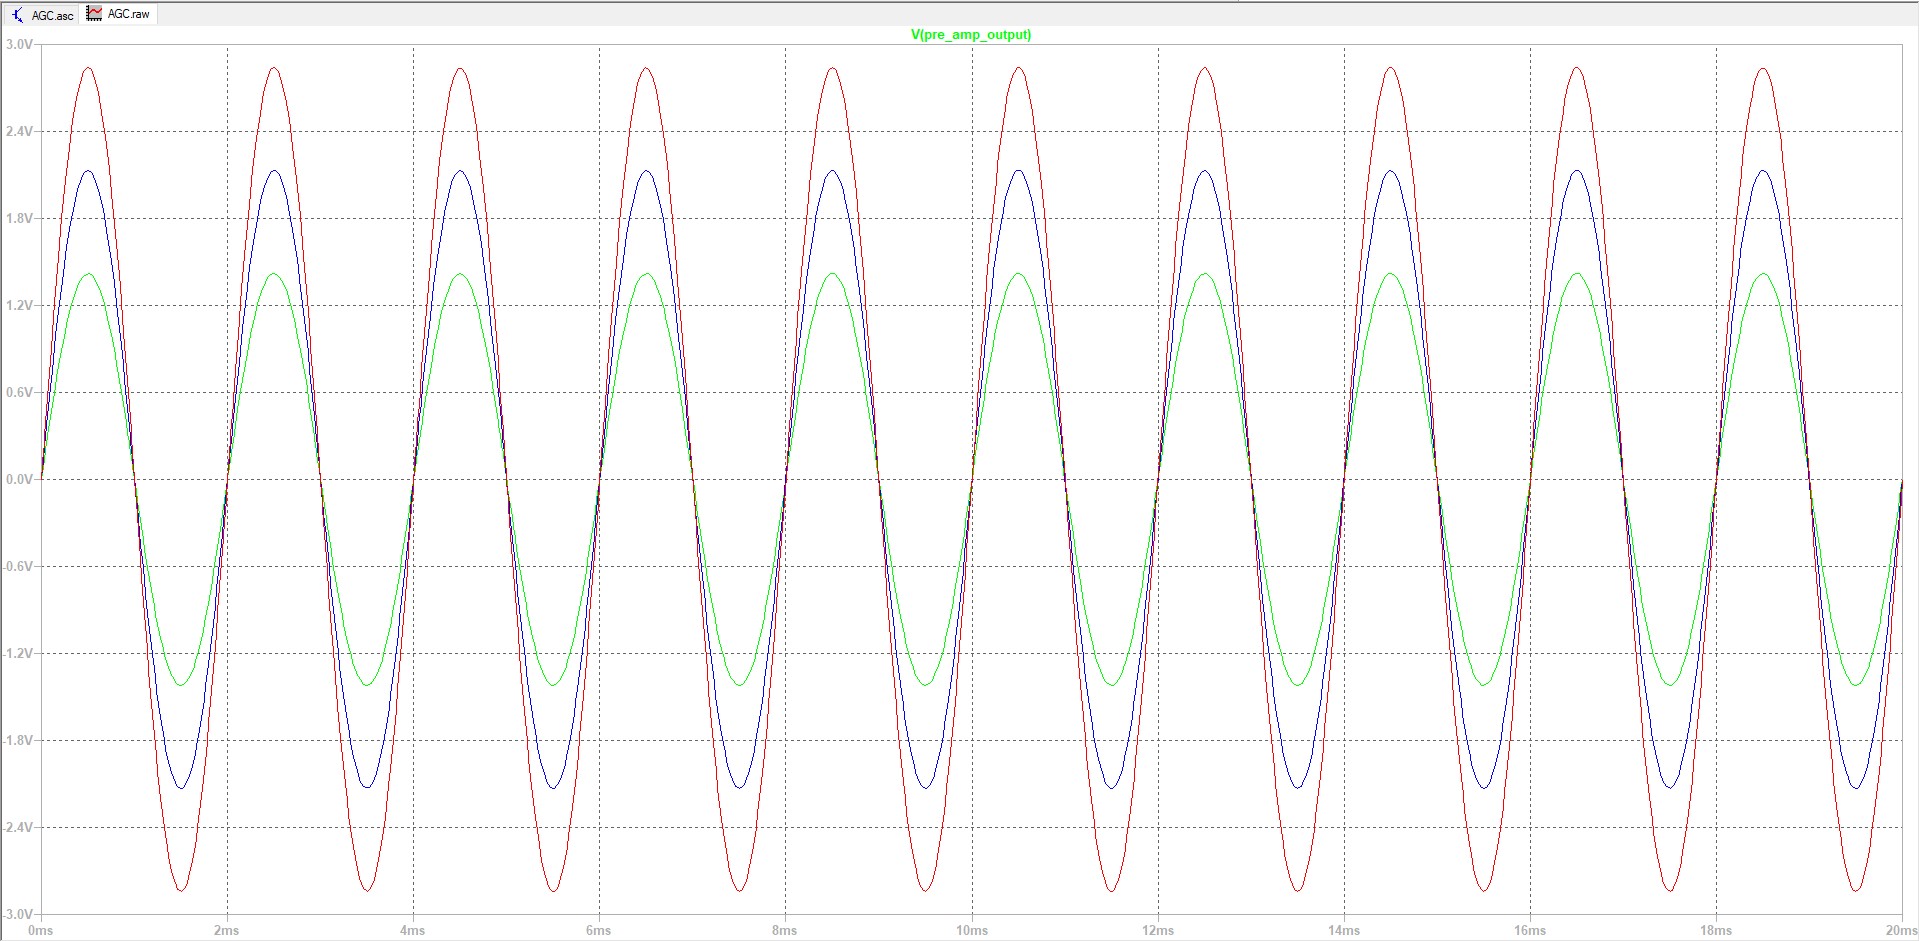 AGC.asc AGC.raw
V(pre_amp_output)
3.0V
2.4V
1.8V
1.2V
0.6V
0.0V
-0.6V
-1.2V
-1.8V
-2.4V
-3.0V
0ms 2ms 4ms 6ms 8ms 10ms 12ms 14ms 16ms 18ms 20ms